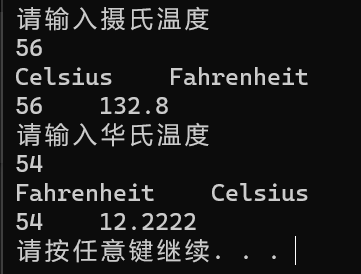 请输入摄氏温度
56
Celsius    Fahrenheit
56    132.8
请输入华氏温度
54
Fahrenheit    Celsius
54    12.2222
请按任意键继续. . .